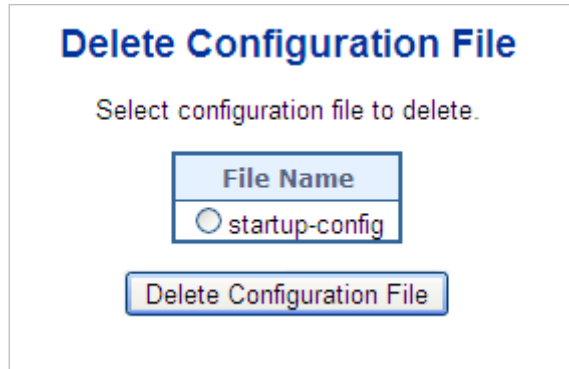 Delete Configuration File
Select configuration file to delete.
File Name
startup-config
Delete Configuration File